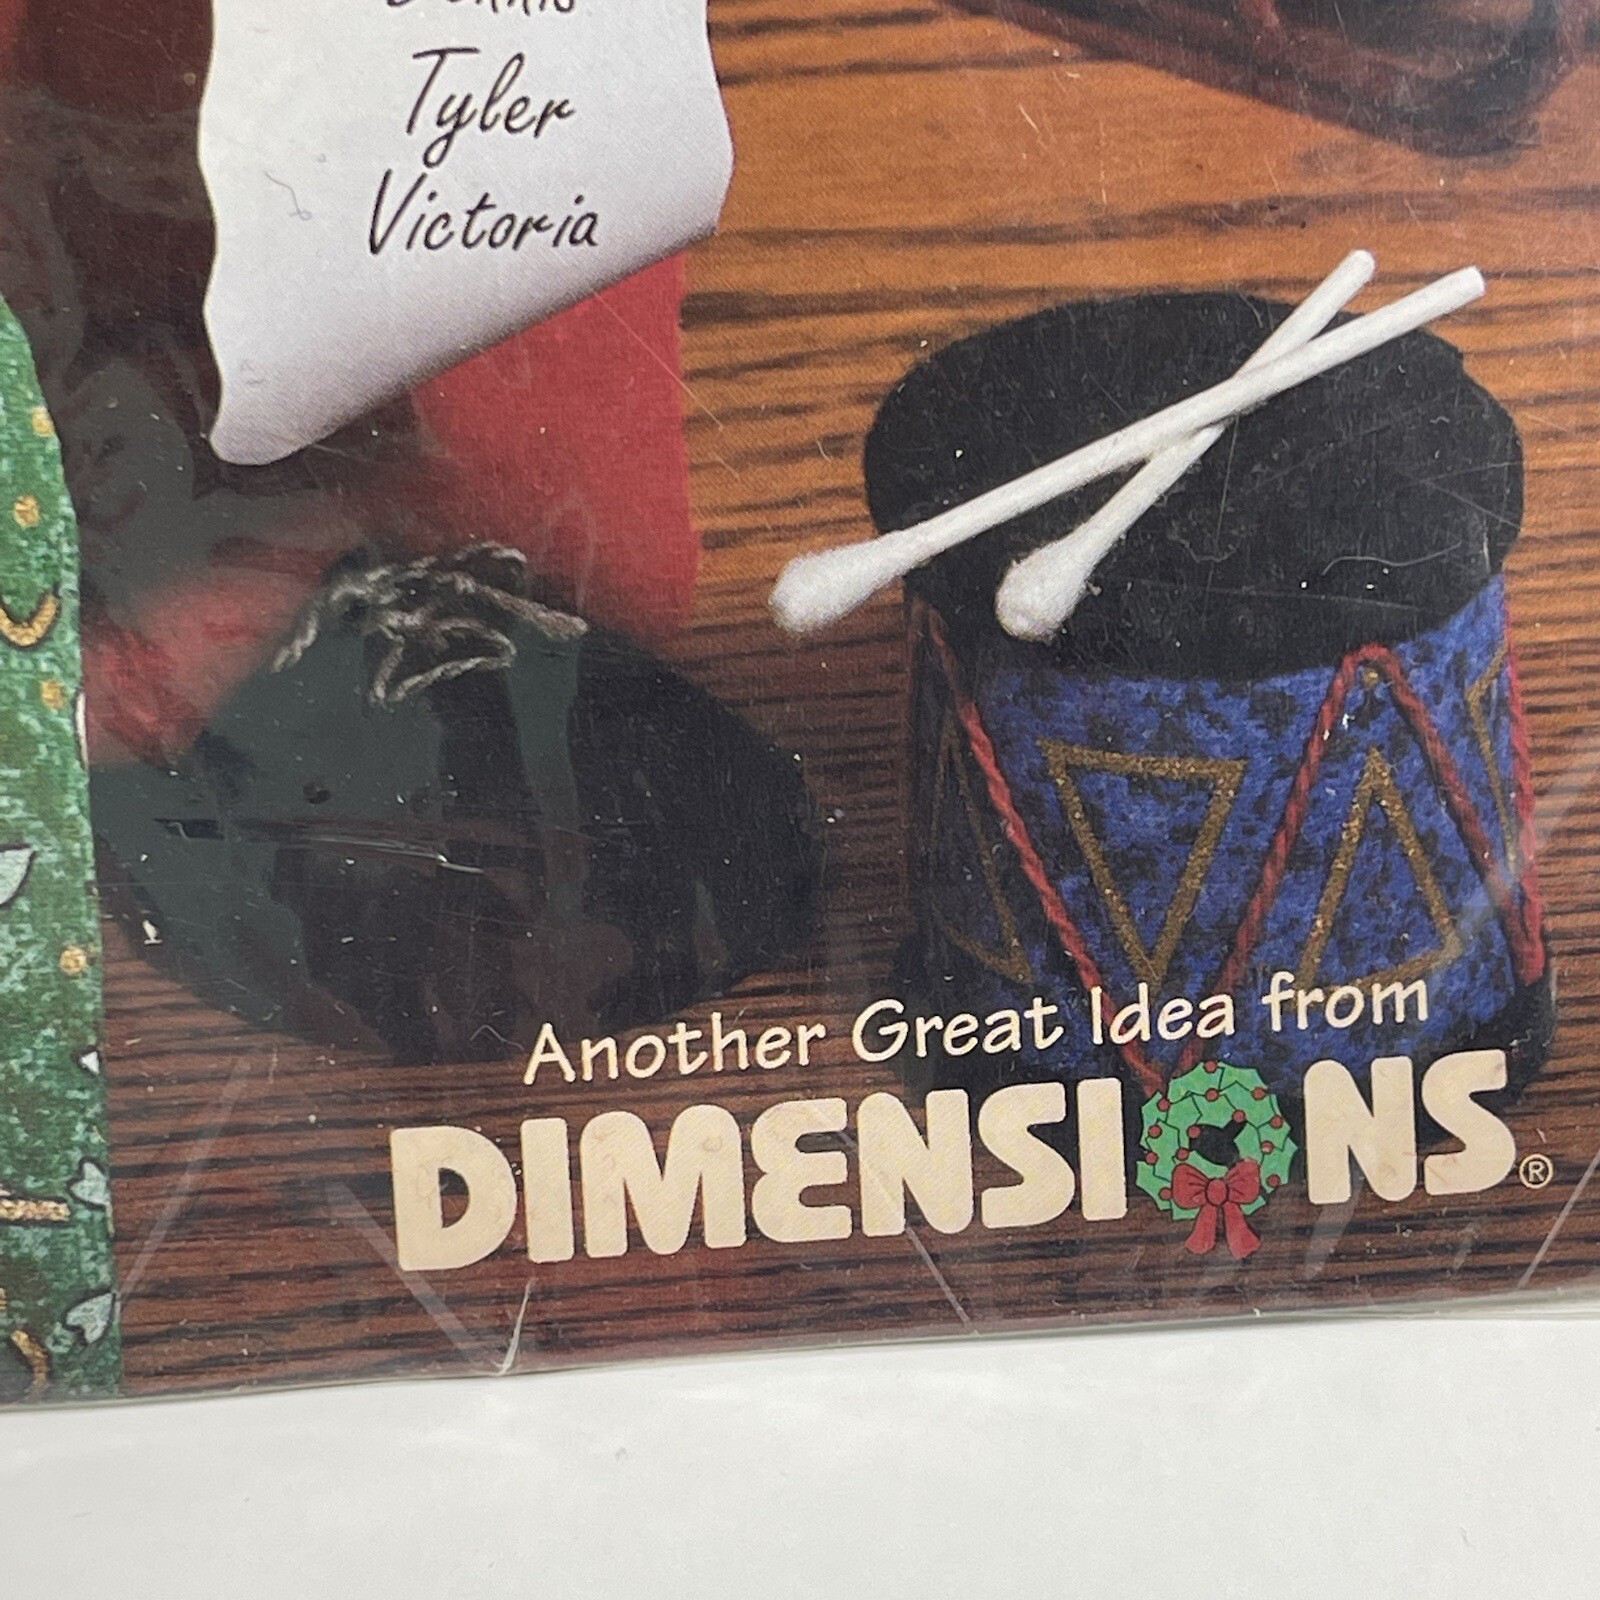 Tyler
Victoria
Another Great Idea from
DIMENSIONS®